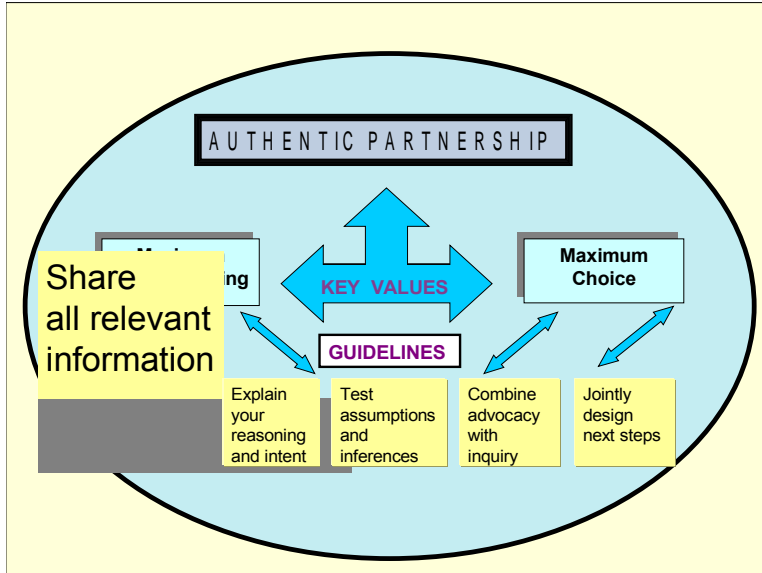 AUTHENTIC PARTNERSHIP
Maximum
Choice
KEY VALUES
Share
all relevant
information
GUIDELINES
Explain
your
reasoning
and intent
Test
assumptions
and
inferences
Combine
advocacy
with
inquiry
Jointly
design
next steps